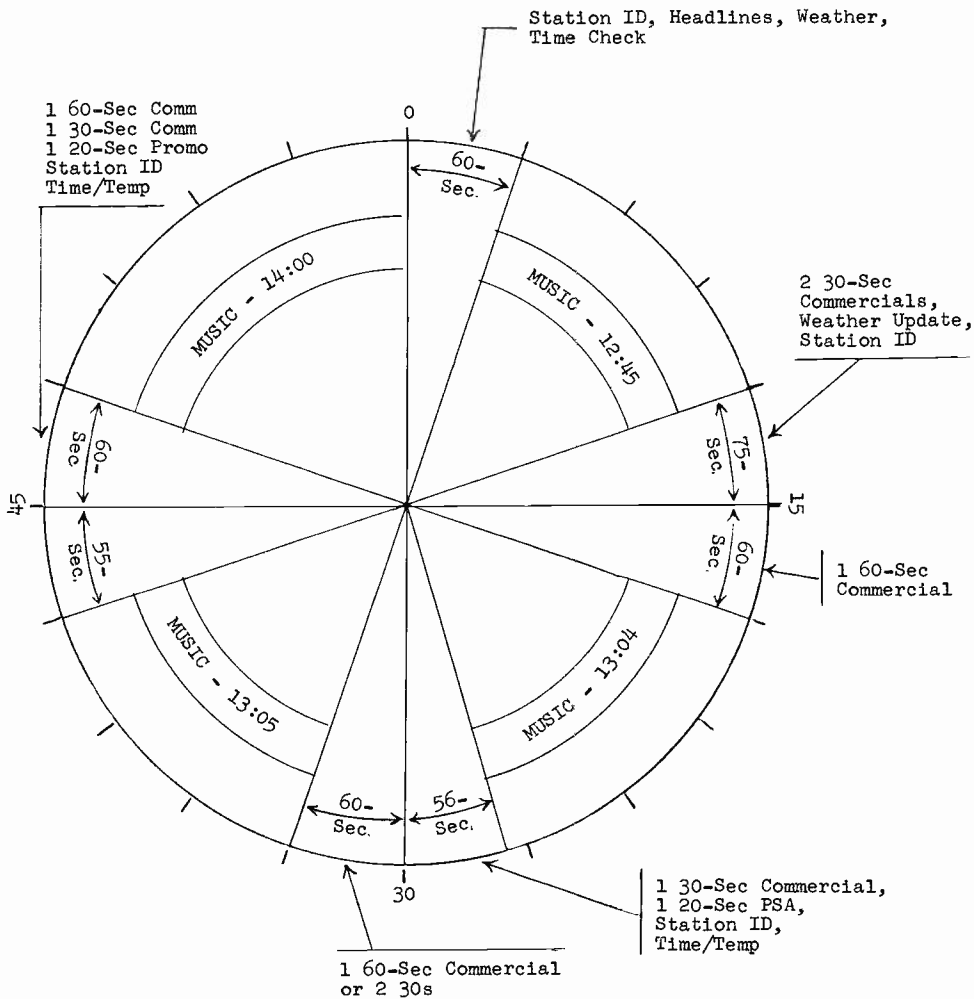 Station ID, Headlines, Weather,
Time Check
1 60-Sec Comm
1 30-Sec Comm
1 20-Sec Promo
Station ID
Time/Temp
0
60-
Sec.
MUSIC - 14:00
MUSIC - 12:45
2 30-Sec
Commercials,
Weather Update,
Station ID
60-
Sec
75-
Sec.
45
15
55-
Sec.
60-
Sec.
1 60-Sec
Commercial
MUSIC - 13:05
MUSIC - 13:04
60-
Sec.
56-
Sec.
30
1 30-Sec Commercial,
1 20-Sec PSA,
Station ID,
Time/Temp
1 60-Sec Commercial
or 2 30s